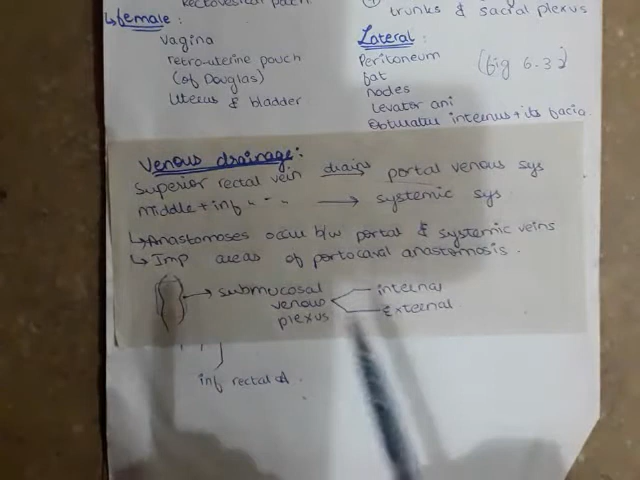 Rectovesical pouch.
trunks & sacral plexus
↳female:
Vagina
retro-uterine pouch
(of Douglas)
Uterus & bladder
Lateral:
Peritoneum
fat
nodes
Levator ani
Obturator internus + its facia.
(fig 6.3)
Venous drainage:
Superior rectal vein drains portal venous sys
Middle + inf " - " → systemic sys
↳Anastomoses occur b/w portal & systemic veins
↳ Imp areas of portocaval anastomosis.
→ submucosal
venous
plexus
internal
external
inf rectal A.